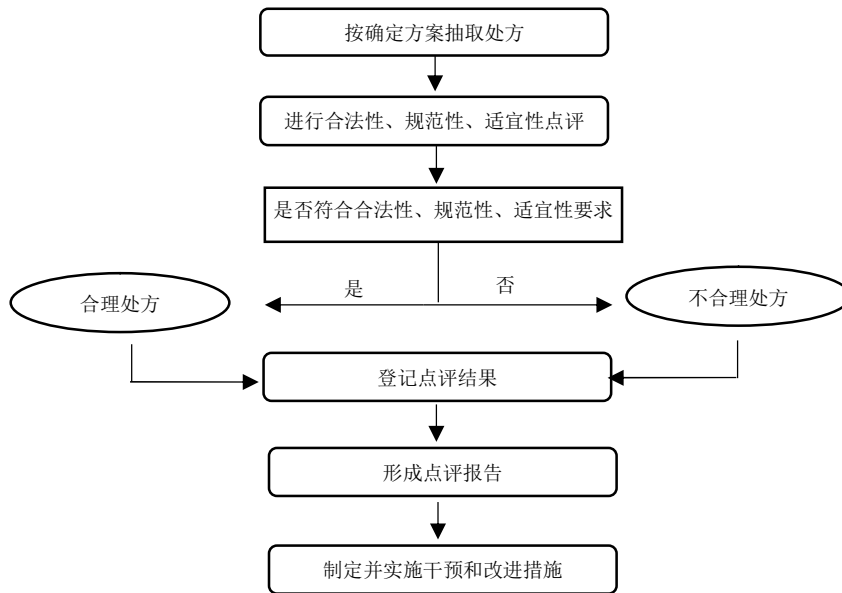 按确定方案抽取处方
进行合法性、规范性、适宜性点评
是否符合合法性、规范性、适宜性要求
是
否
合理处方
不合理处方
登记点评结果
形成点评报告
制定并实施干预和改进措施